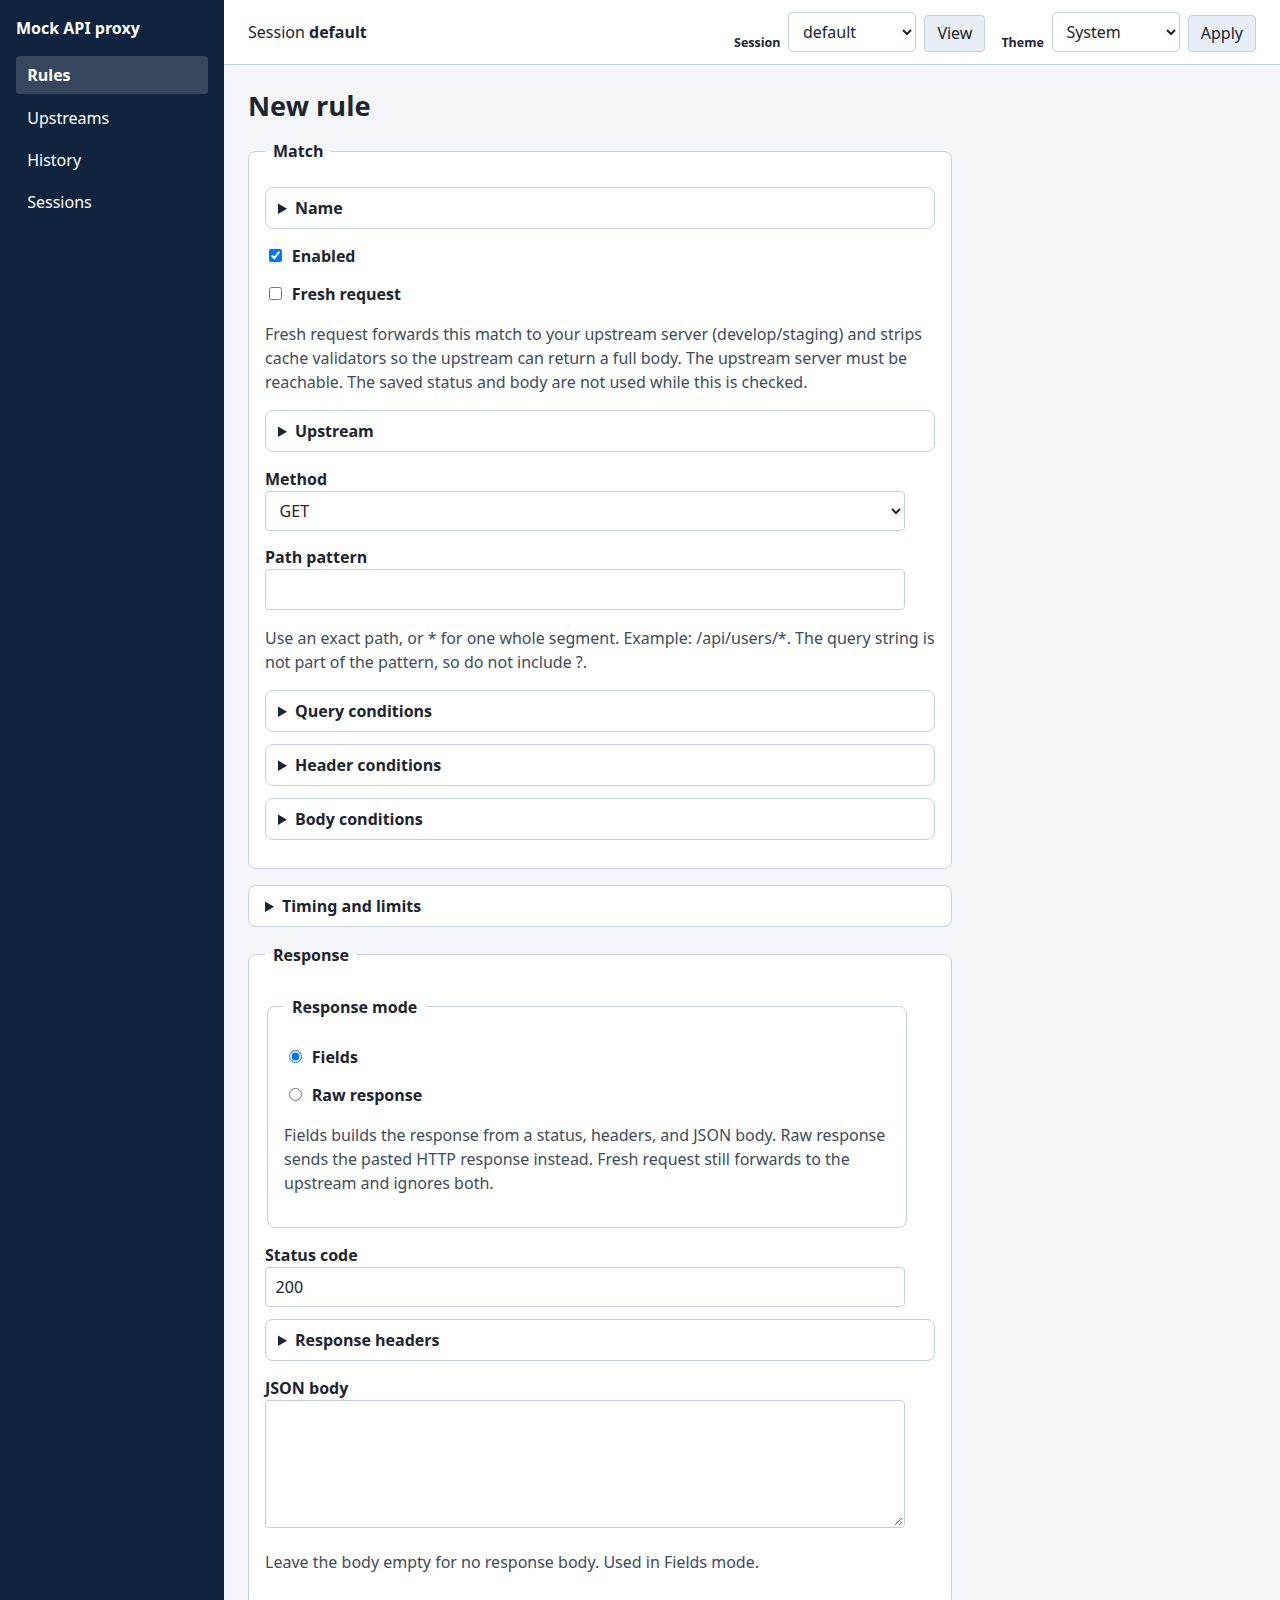 Mock API proxy
Rules
Upstreams
History
Sessions
Session default
Session
default
View
Theme
System
Apply
New rule
Match
Name
Enabled
Fresh request
Fresh request forwards this match to your upstream server (develop/staging) and strips
cache validators so the upstream can return a full body. The upstream server must be
reachable. The saved status and body are not used while this is checked.
Upstream
Method
GET
Path pattern
Use an exact path, or * for one whole segment. Example: /api/users/*. The query string is
not part of the pattern, so do not include ?.
Query conditions
Header conditions
Body conditions
Timing and limits
Response
Response mode
Fields
Raw response
Fields builds the response from a status, headers, and JSON body. Raw response
sends the pasted HTTP response instead. Fresh request still forwards to the
upstream and ignores both.
Status code
200
Response headers
JSON body
Leave the body empty for no response body. Used in Fields mode.